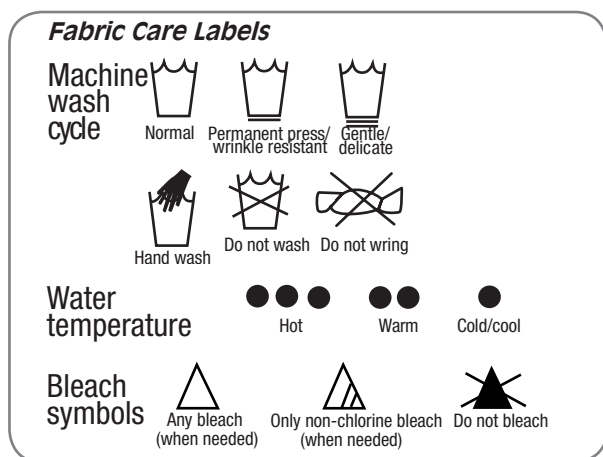 Fabric Care Labels
Machine
wash
cycle
Normal
Permanent press/
wrinkle resistant
Gentle/
delicate
Hand wash
Do not wash
Do not wring
Water
temperature
Hot
Warm
Cold/cool
Bleach
symbols
Any bleach
(when needed)
Only non-chlorine bleach
(when needed)
Do not bleach